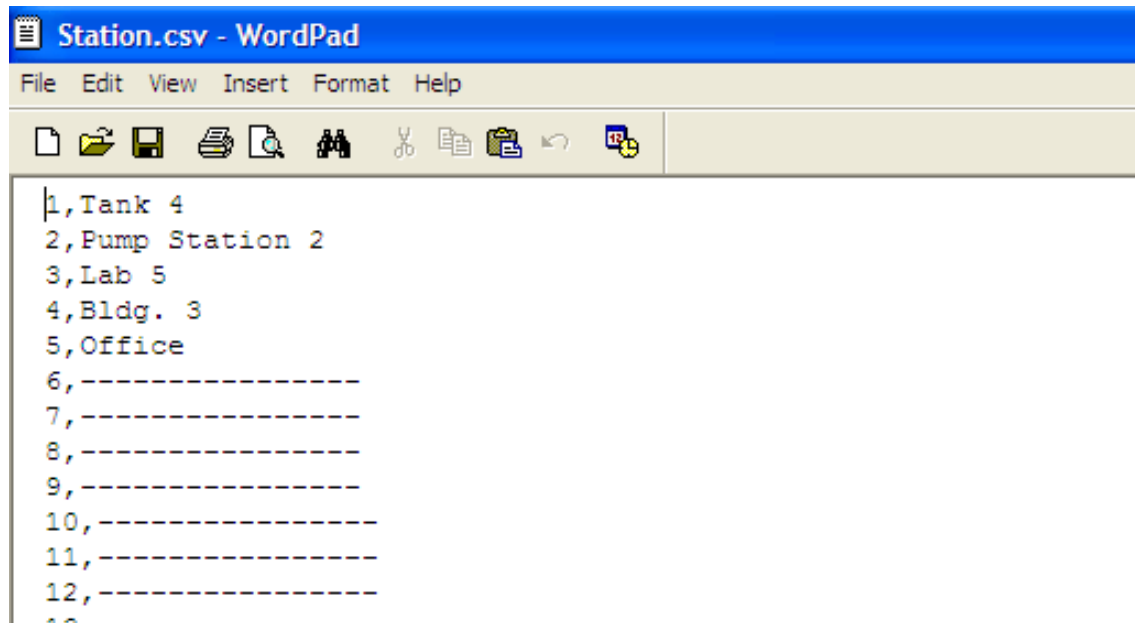 Station.csv - WordPad
File Edit View Insert Format Help
1,Tank 4
2,Pump Station 2
3,Lab 5
4,Bldg. 3
5,Office
6,----------------
7,----------------
8,----------------
9,----------------
10,----------------
11,----------------
12,----------------